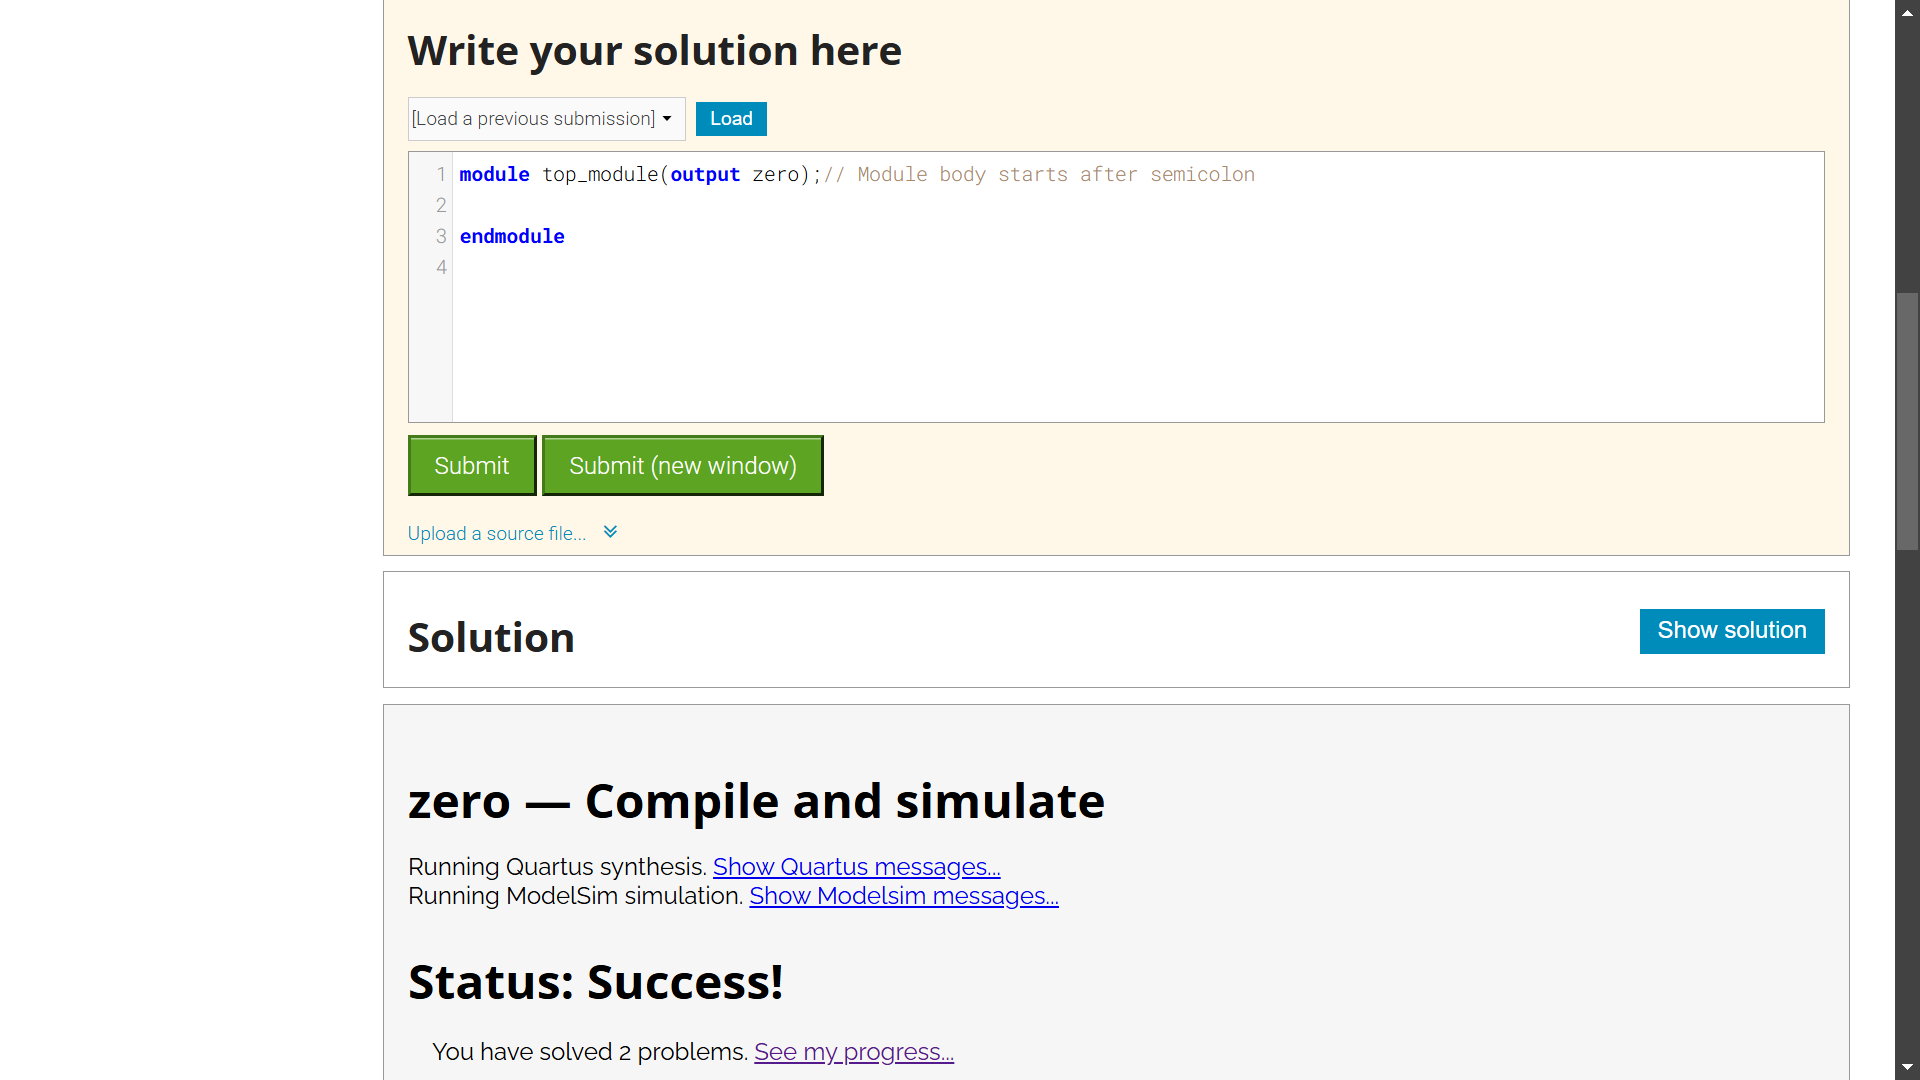 Write your solution here
[Load a previous submission] Load
1 module top_module(output zero);// Module body starts after semicolon
2
3 endmodule
4
Submit Submit (new window)
Upload a source file...
Solution
Show solution
zero — Compile and simulate
Running Quartus synthesis. Show Quartus messages...
Running ModelSim simulation. Show Modelsim messages...
Status: Success!
You have solved 2 problems. See my progress...